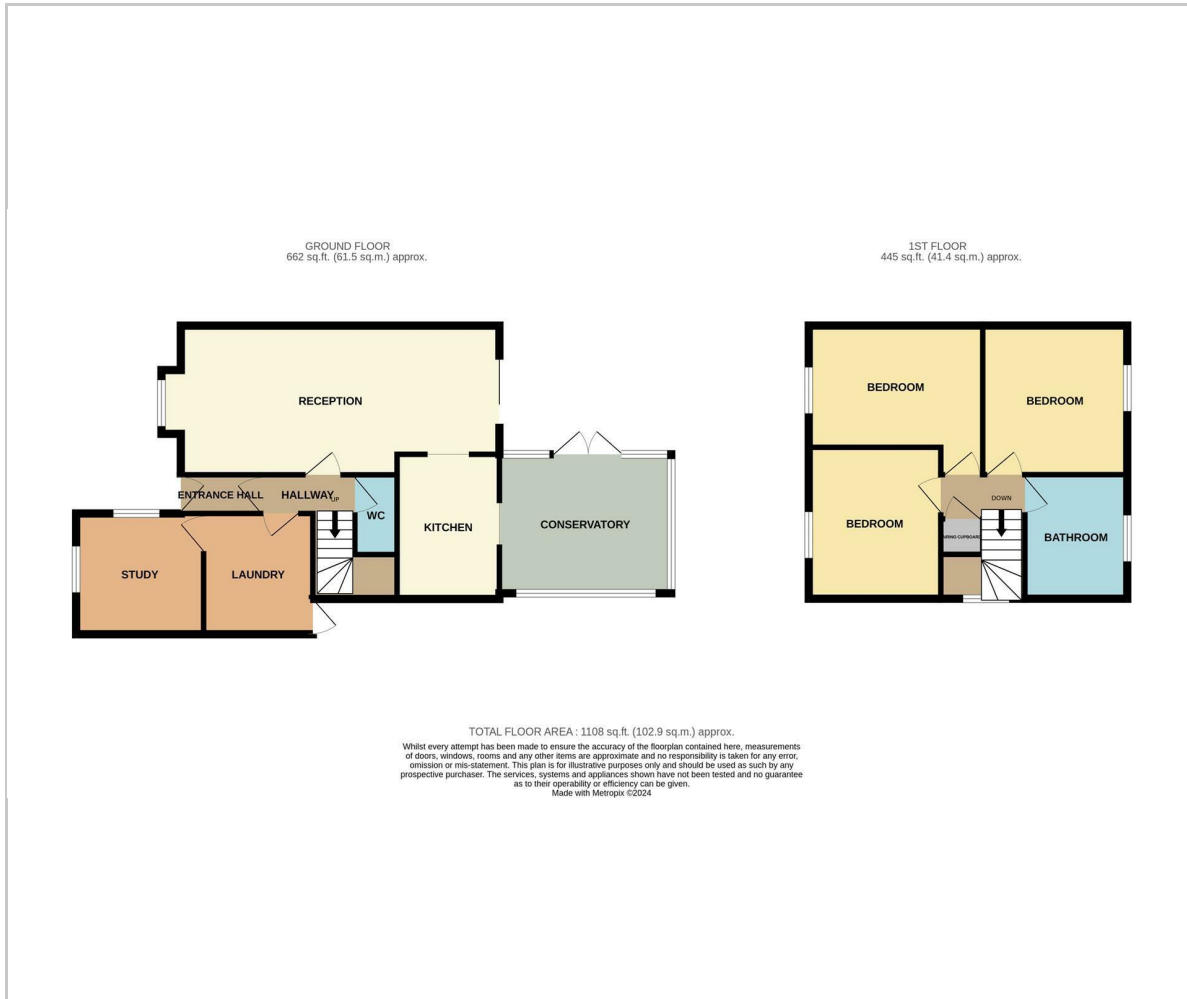 GROUND FLOOR
662 sq.ft. (61.5 sq.m.) approx.
1ST FLOOR
445 sq.ft. (41.4 sq.m.) approx.
RECEPTION
ENTRANCE HALL
HALLWAY
UP
WC
KITCHEN
CONSERVATORY
STUDY
LAUNDRY
BEDROOM
BEDROOM
BEDROOM
DOWN
AIRING CUPBOARD
BATHROOM
TOTAL FLOOR AREA : 1108 sq.ft. (102.9 sq.m.) approx.
Whilst every attempt has been made to ensure the accuracy of the floorplan contained here, measurements
of doors, windows, rooms and any other items are approximate and no responsibility is taken for any error,
omission or mis-statement. This plan is for illustrative purposes only and should be used as such by any
prospective purchaser. The services, systems and appliances shown have not been tested and no guarantee
as to their operability or efficiency can be given.
Made with Metropix ©2024